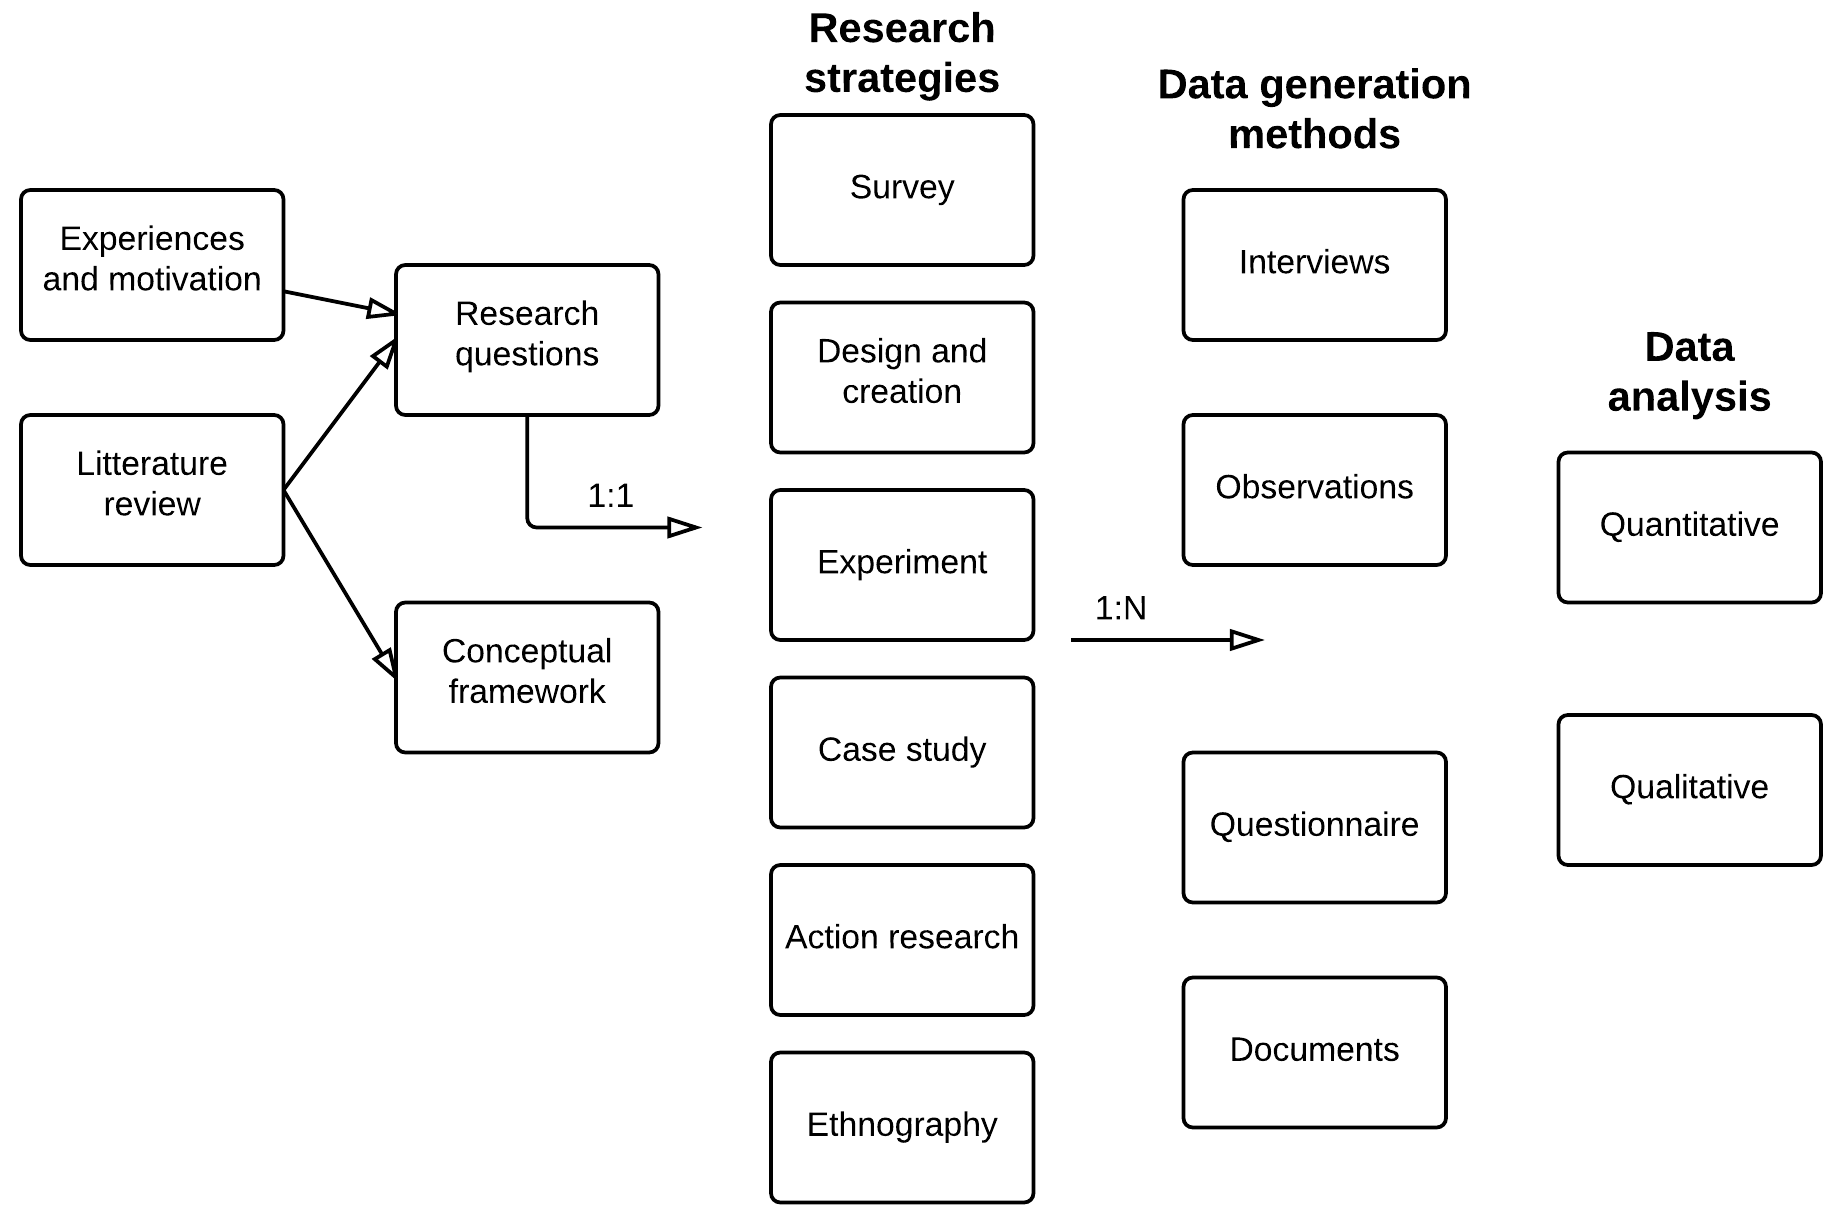 Experiences
and motivation
Litterature
review
Research
questions
1:1
Conceptual
framework
Research
strategies
Survey
Design and
creation
Experiment
Case study
Action research
Ethnography
1:N
Data generation
methods
Interviews
Observations
Questionnaire
Documents
Data
analysis
Quantitative
Qualitative